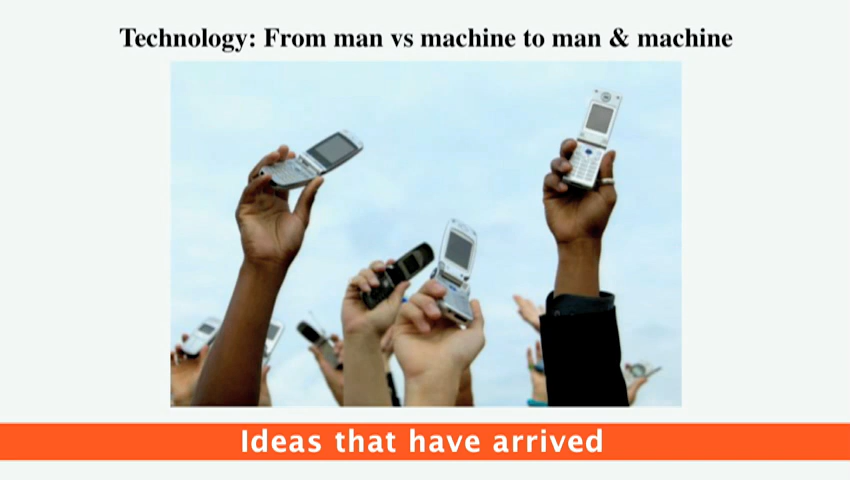 Technology: From man vs machine to man & machine
Ideas that have arrived